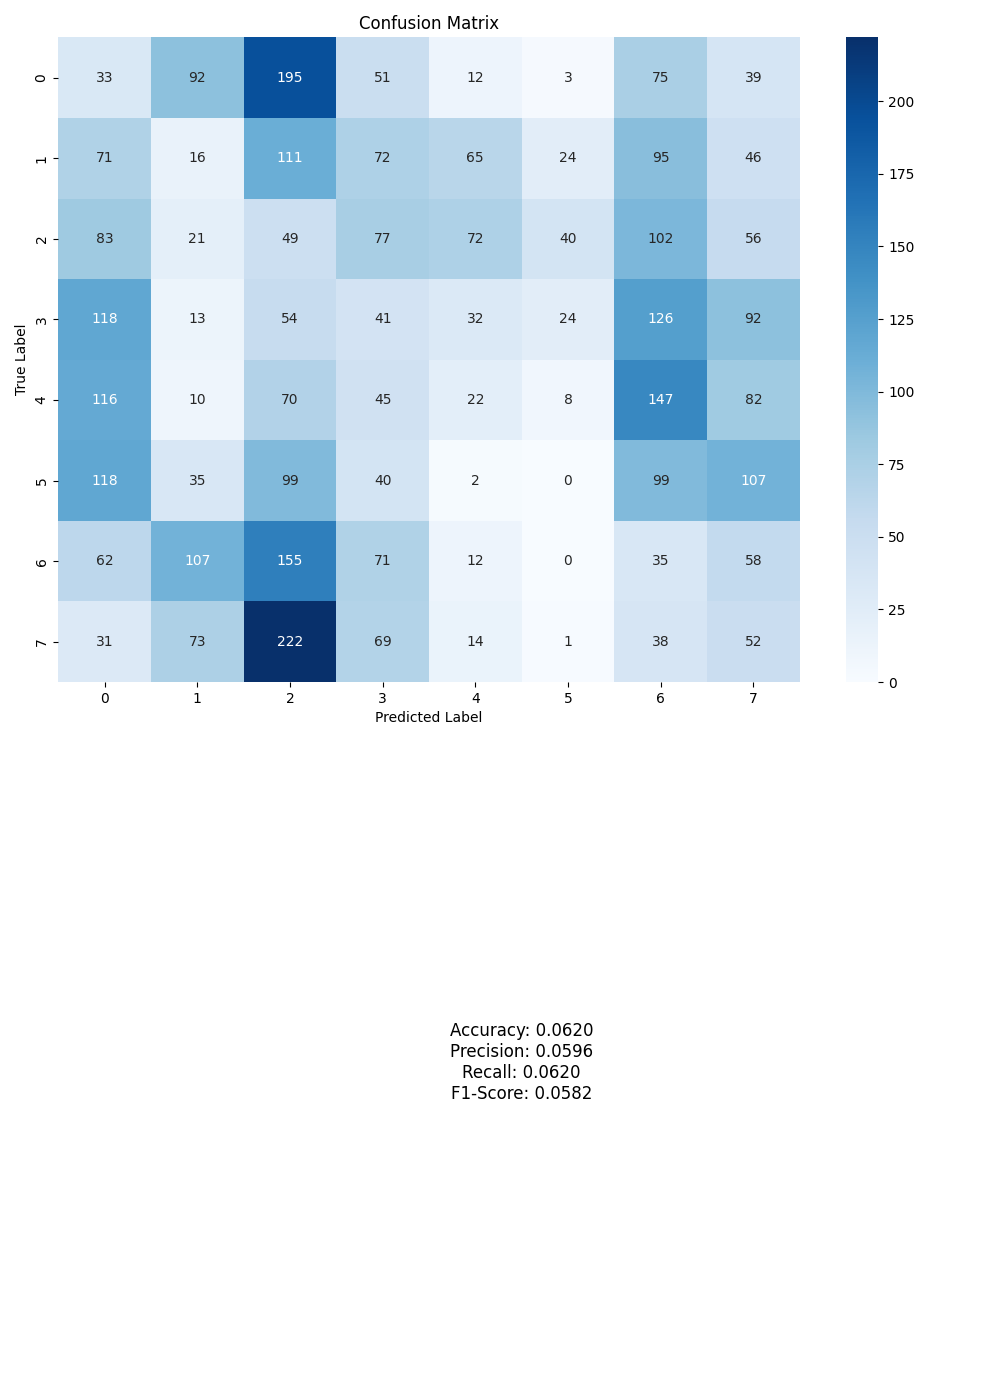 Confusion Matrix
0 33 92 195 51 12 3 75 39
1 71 16 111 72 65 24 95 46
2 83 21 49 77 72 40 102 56
3 118 13 54 41 32 24 126 92
4 116 10 70 45 22 8 147 82
5 118 35 99 40 2 0 99 107
6 62 107 155 71 12 0 35 58
7 31 73 222 69 14 1 38 52
0 1 2 3 4 5 6 7
True Label
Predicted Label
200
175
150
125
100
75
50
25
0
Accuracy: 0.0620
Precision: 0.0596
Recall: 0.0620
F1-Score: 0.0582